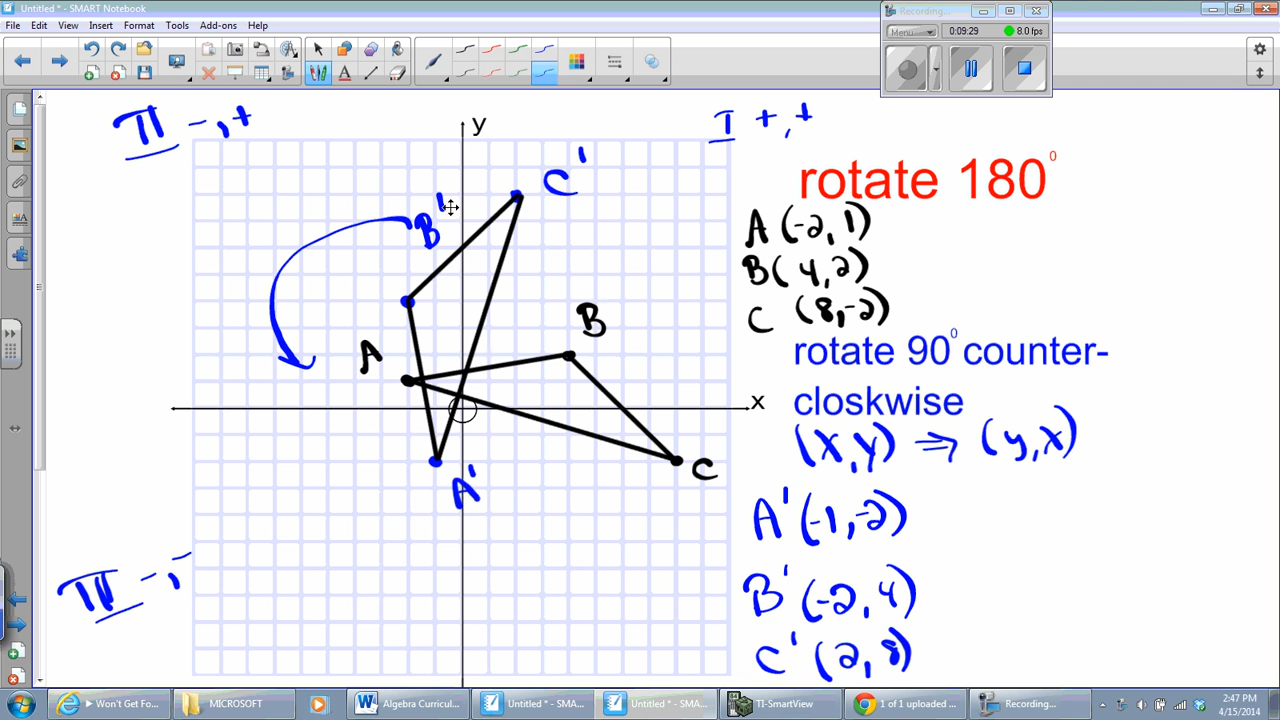 Untitled * - SMART Notebook
File Edit View Insert Format Tools Add-ons Help
Recording...
Menu 0:09:29 8.0 fps
II -,+
I +,+
y
x
C'
B'
A
B
C
A'
rotate 180°
A (-2, 1)
B (4,2)
C (8,-2)
rotate 90° counter-
closkwise
(x,y) ⇒ (y,x)
A' (-1,-2)
B' (-2,4)
C' (2,8)
-,-
Won't Get Fo... MICROSOFT Algebra Curricul... Untitled * - SMA... Untitled * - SMA... TI-SmartView 1 of 1 uploaded ... Recording...
2:47 PM
4/15/2014